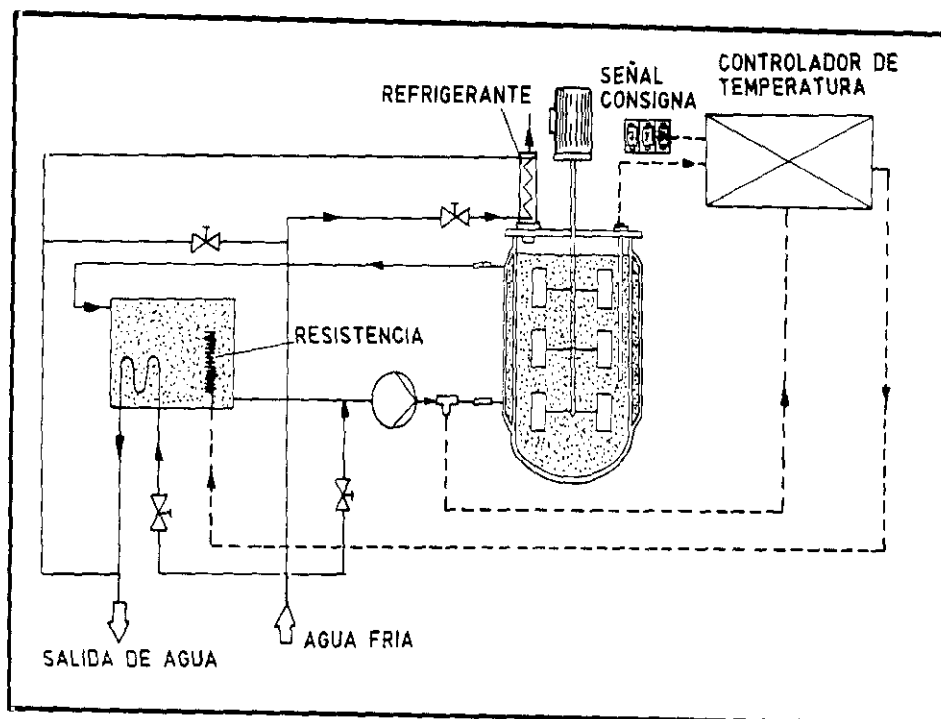 CONTROLADOR DE
TEMPERATURA
SEÑAL
CONSIGNA
REFRIGERANTE
RESISTENCIA
AGUA FRIA
SALIDA DE AGUA